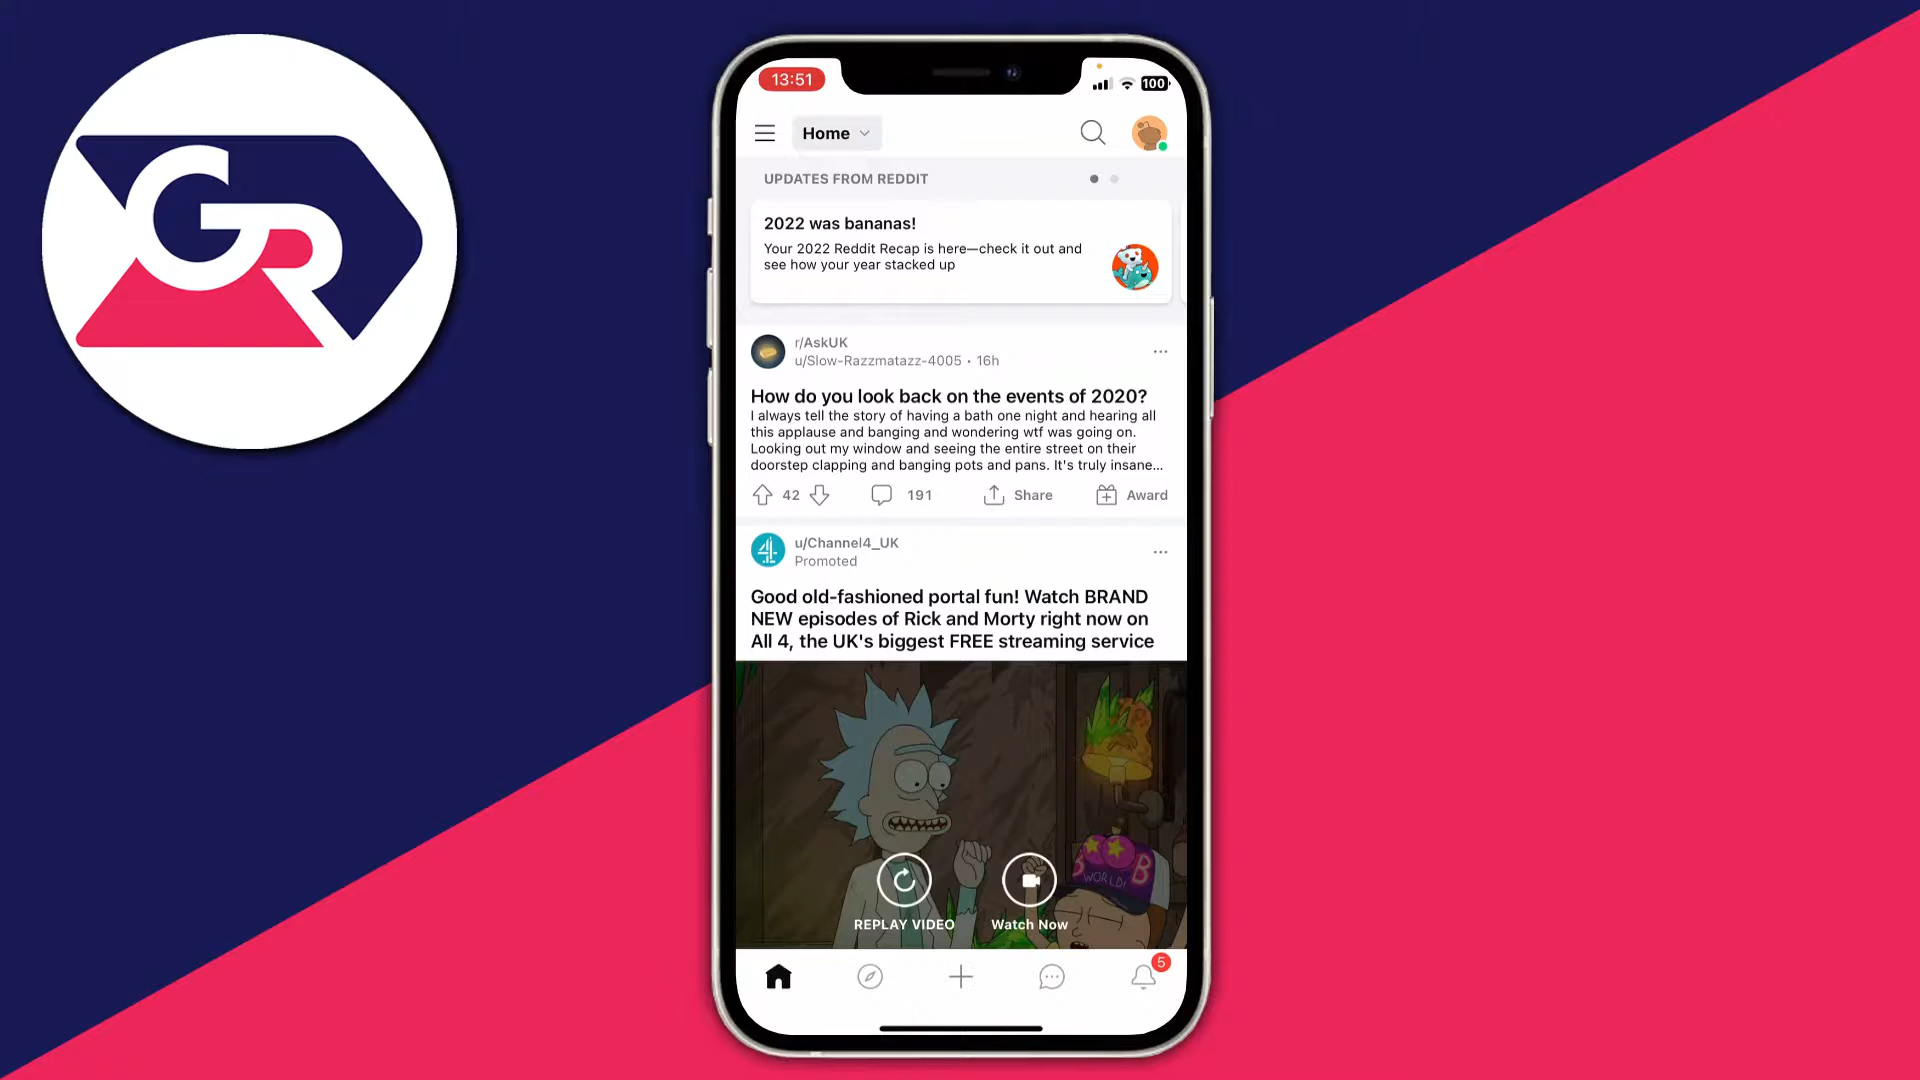 GR
13:51
100
Home
UPDATES FROM REDDIT
2022 was bananas!
Your 2022 Reddit Recap is here—check it out and
see how your year stacked up
r/AskUK
u/Slow-Razzmatazz-4005 • 16h
How do you look back on the events of 2020?
I always tell the story of having a bath one night and hearing all
this applause and banging and wondering wtf was going on.
Looking out my window and seeing the entire street on their
doorstep clapping and banging pots and pans. It's truly insane...
42
191
Share
Award
u/Channel4_UK
Promoted
Good old-fashioned portal fun! Watch BRAND
NEW episodes of Rick and Morty right now on
All 4, the UK's biggest FREE streaming service
B B
WORLD!
REPLAY VIDEO
Watch Now
5